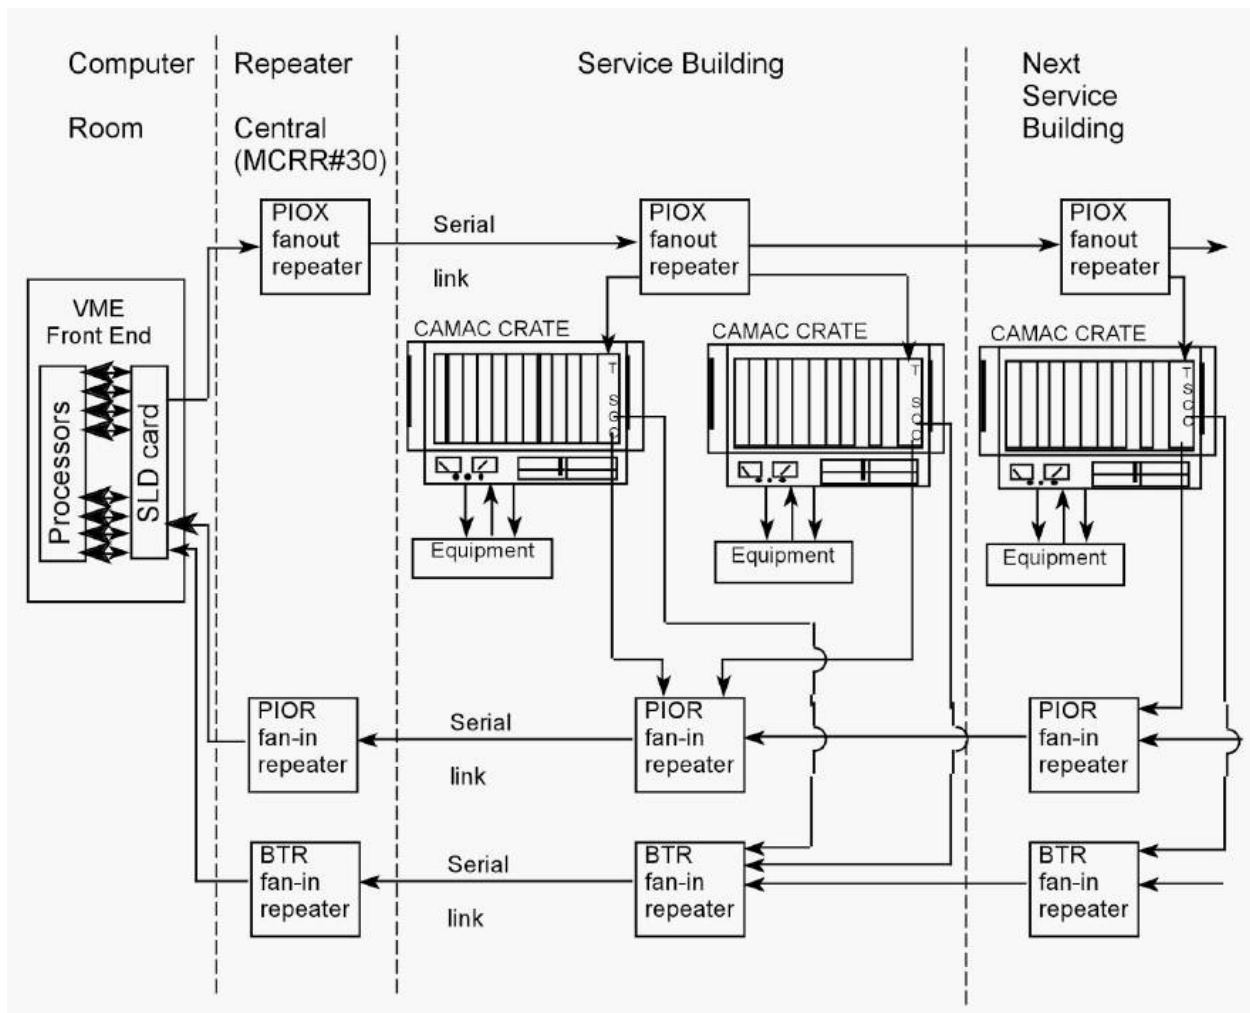 Computer
Room
Repeater
Central
(MCRR#30)
Service Building
Next
Service
Building
PIOX
fanout
repeater
Serial
link
PIOX
fanout
repeater
PIOX
fanout
repeater
VME
Front End
Processors
SLD card
CAMAC CRATE
T
S
C
C
Equipment
CAMAC CRATE
T
S
C
C
Equipment
CAMAC CRATE
T
S
C
C
Equipment
PIOR
fan-in
repeater
Serial
link
PIOR
fan-in
repeater
PIOR
fan-in
repeater
BTR
fan-in
repeater
Serial
link
BTR
fan-in
repeater
BTR
fan-in
repeater